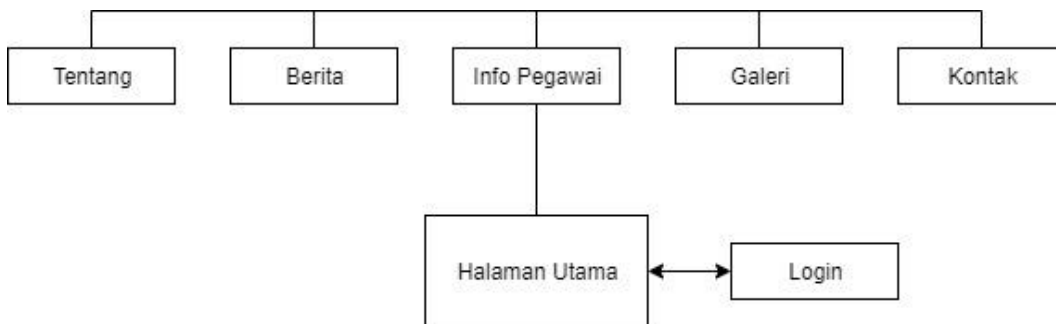 Tentang
Berita
Info Pegawai
Galeri
Kontak
Halaman Utama
Login